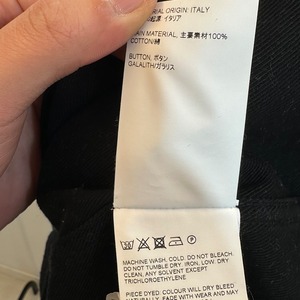 MATERIAL ORIGIN: ITALY
イタリア
MAIN MATERIAL, 主要素材100%
COTTON/綿
BUTTON, ボタン
GALALITH/ガラリス
MACHINE WASH. COLD. DO NOT BLEACH.
DO NOT TUMBLE DRY. IRON, LOW. DRY
CLEAN, ANY SOLVENT EXCEPT
TRICHLOROETHYLENE
PIECE DYED: COLOUR WILL DRY BLEED
NATURALLY, FADE WITH WEAR AND